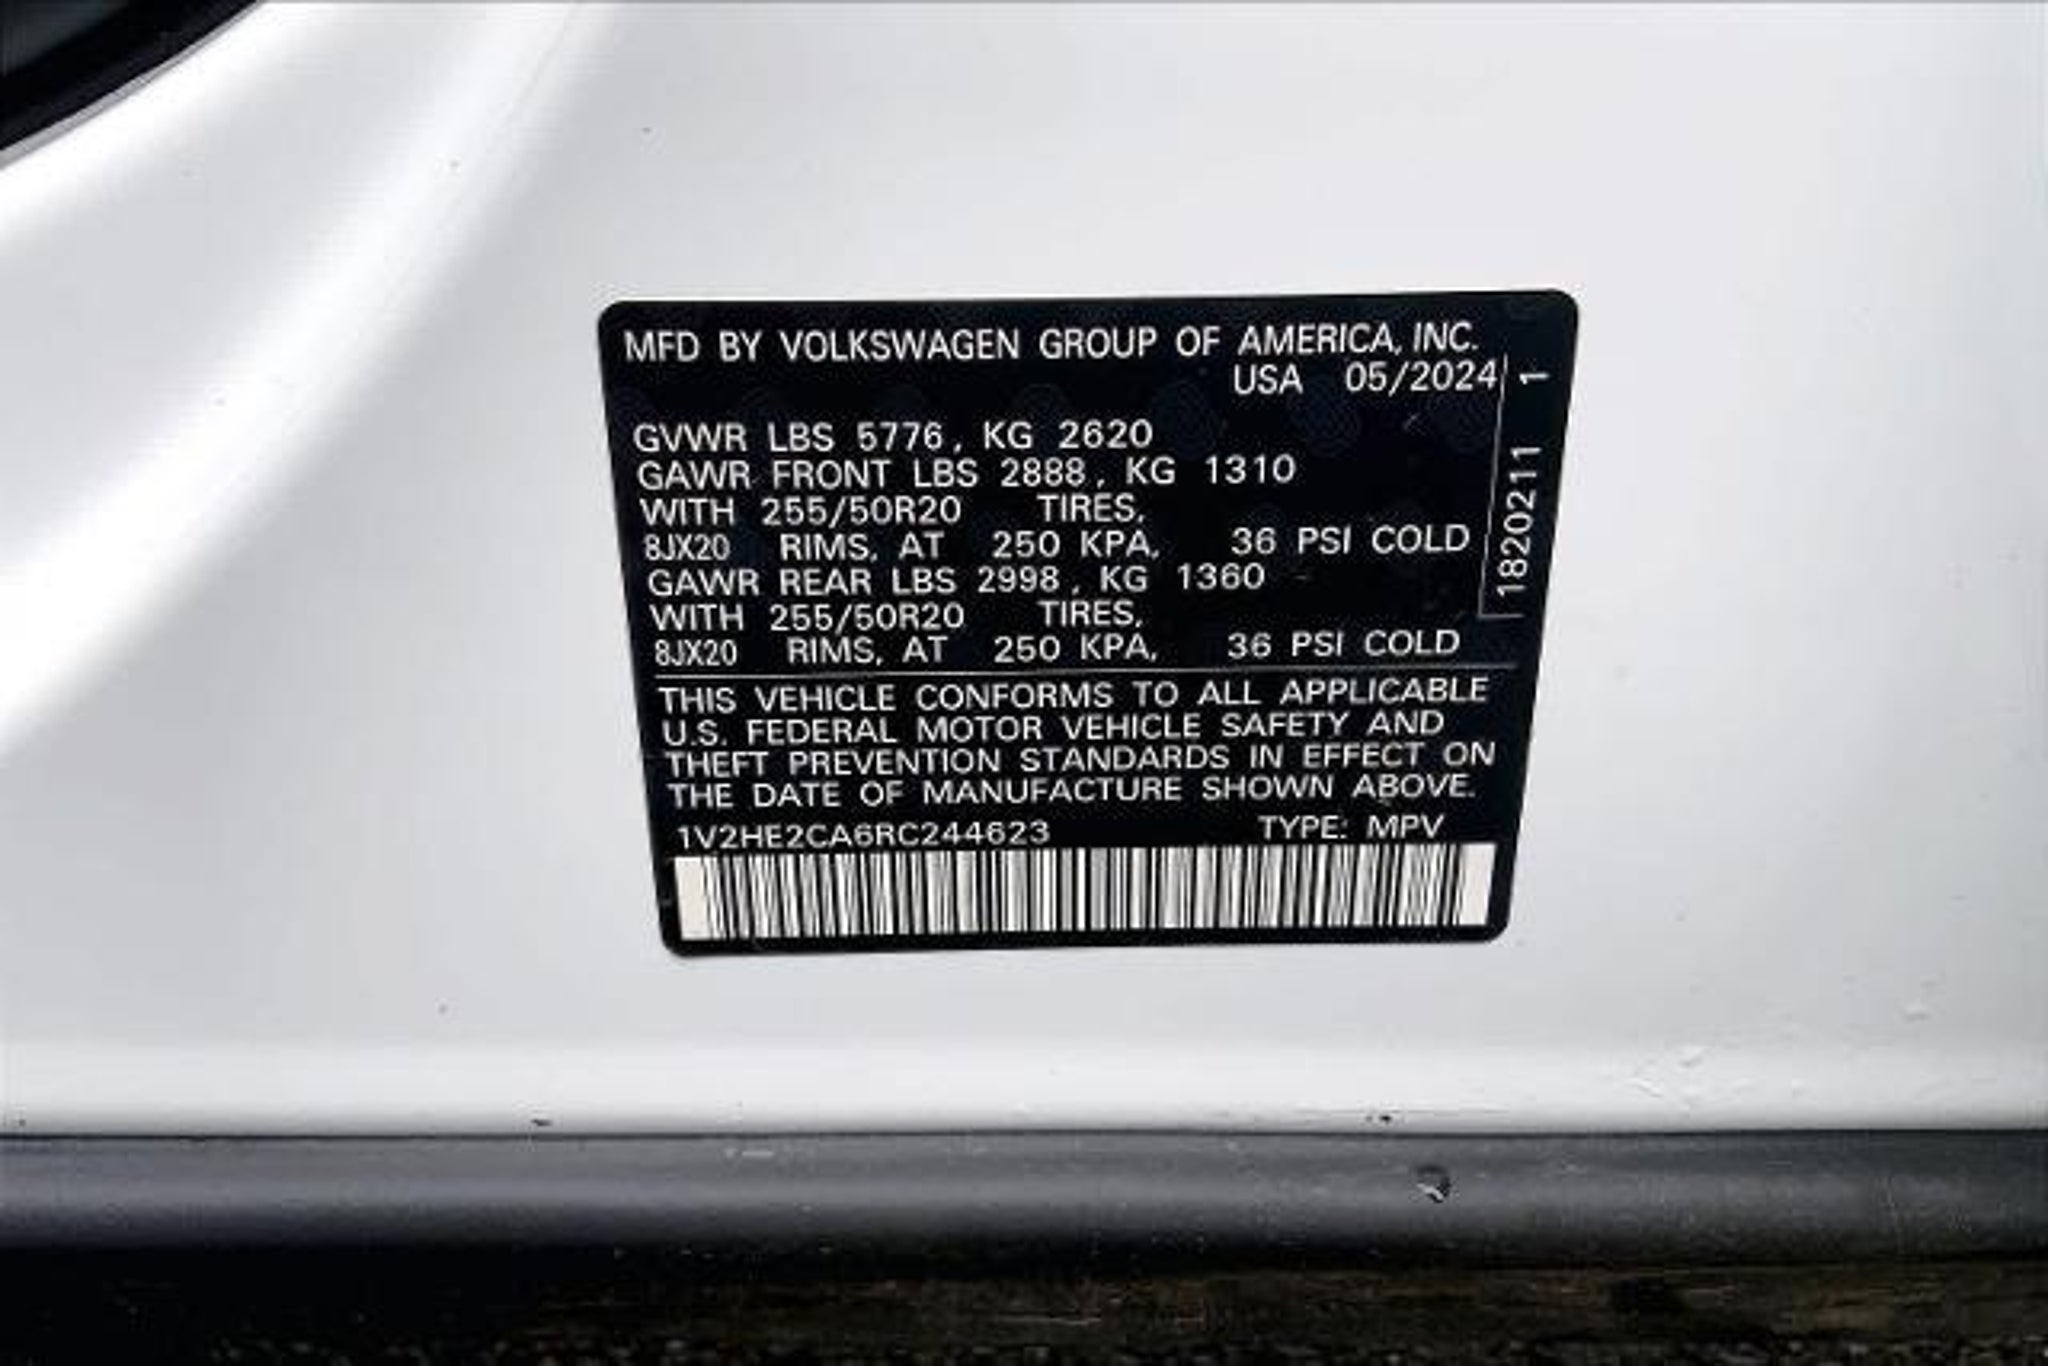 MFD BY VOLKSWAGEN GROUP OF AMERICA, INC.
USA 05/2024
GVWR LBS 5776, KG 2620
GAWR FRONT LBS 2888, KG 1310
WITH 255/50R20 TIRES,
8JX20 RIMS, AT 250 KPA, 36 PSI COLD
GAWR REAR LBS 2998, KG 1360
WITH 255/50R20 TIRES,
8JX20 RIMS, AT 250 KPA, 36 PSI COLD
1820211 1
THIS VEHICLE CONFORMS TO ALL APPLICABLE
U.S. FEDERAL MOTOR VEHICLE SAFETY AND
THEFT PREVENTION STANDARDS IN EFFECT ON
THE DATE OF MANUFACTURE SHOWN ABOVE.
1V2HE2CA6RC244623 TYPE: MPV